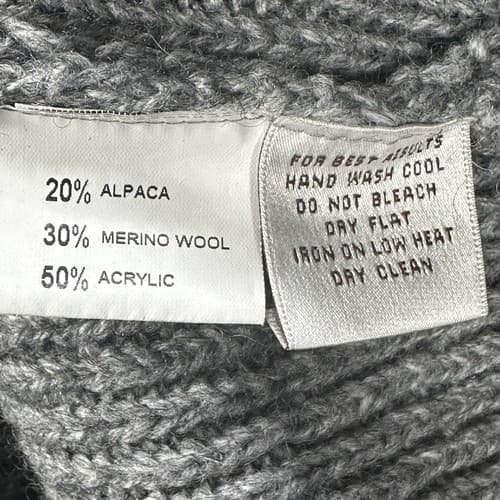 20% ALPACA
30% MERINO WOOL
50% ACRYLIC
FOR BEST RESULTS
HAND WASH COOL
DO NOT BLEACH
DRY FLAT
IRON ON LOW HEAT
DRY CLEAN